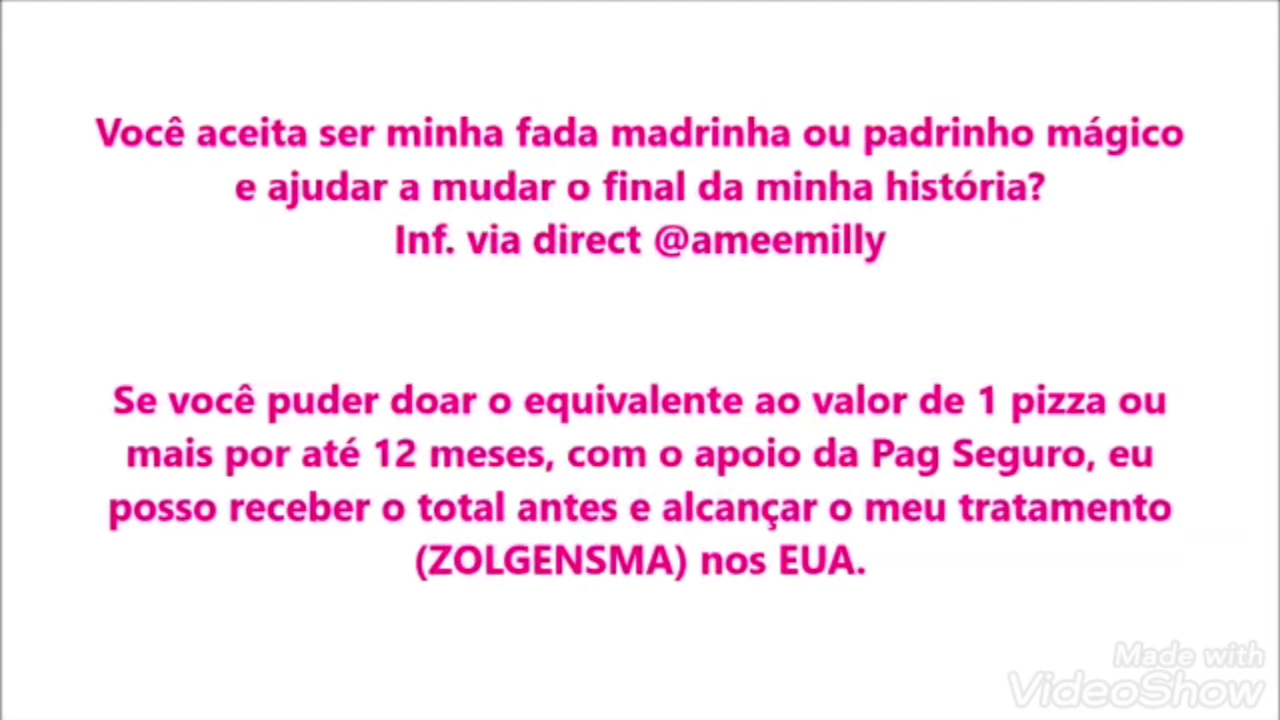 Você aceita ser minha fada madrinha ou padrinho mágico
e ajudar a mudar o final da minha história?
Inf. via direct @ameemilly
Se você puder doar o equivalente ao valor de 1 pizza ou
mais por até 12 meses, com o apoio da Pag Seguro, eu
posso receber o total antes e alcançar o meu tratamento
(ZOLGENSMA) nos EUA.
Made with
VideoShow